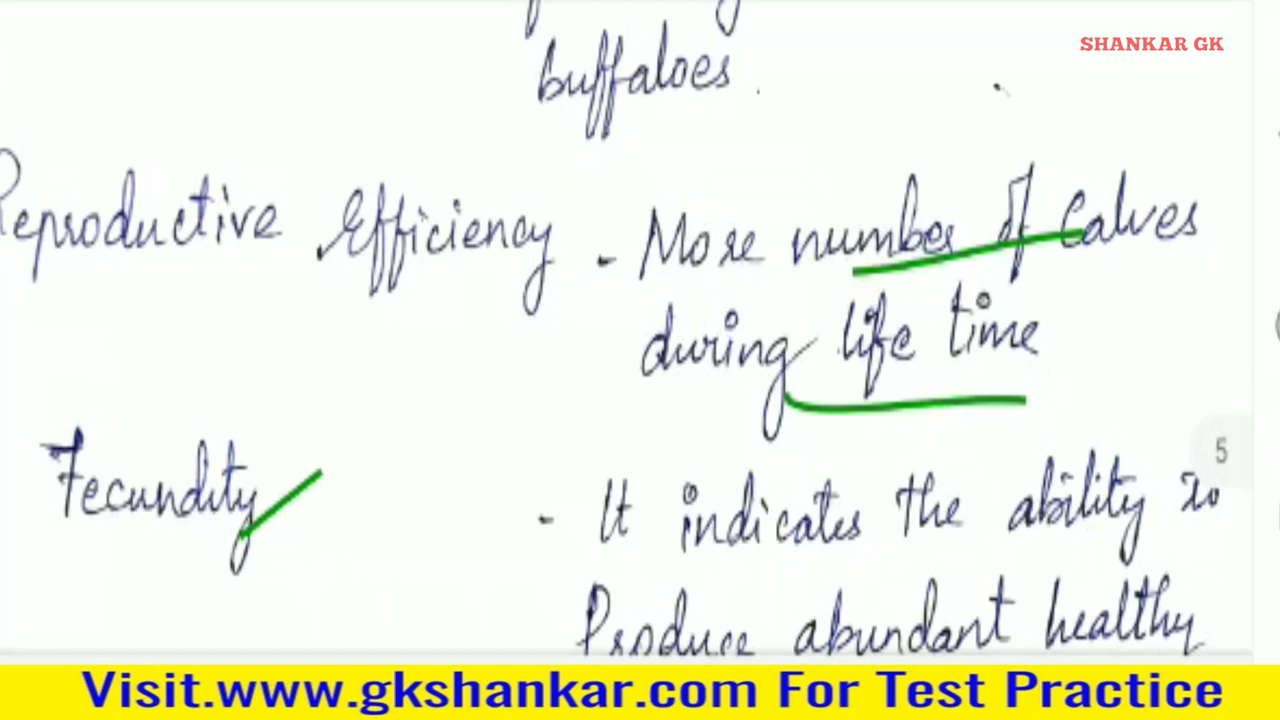 SHANKAR GK
buffaloes.
Reproductive Efficiency - More number of Calves
during life time
5
Fecundity - It indicates the ability to
Produce abundant healthy
Visit.www.gkshankar.com For Test Practice